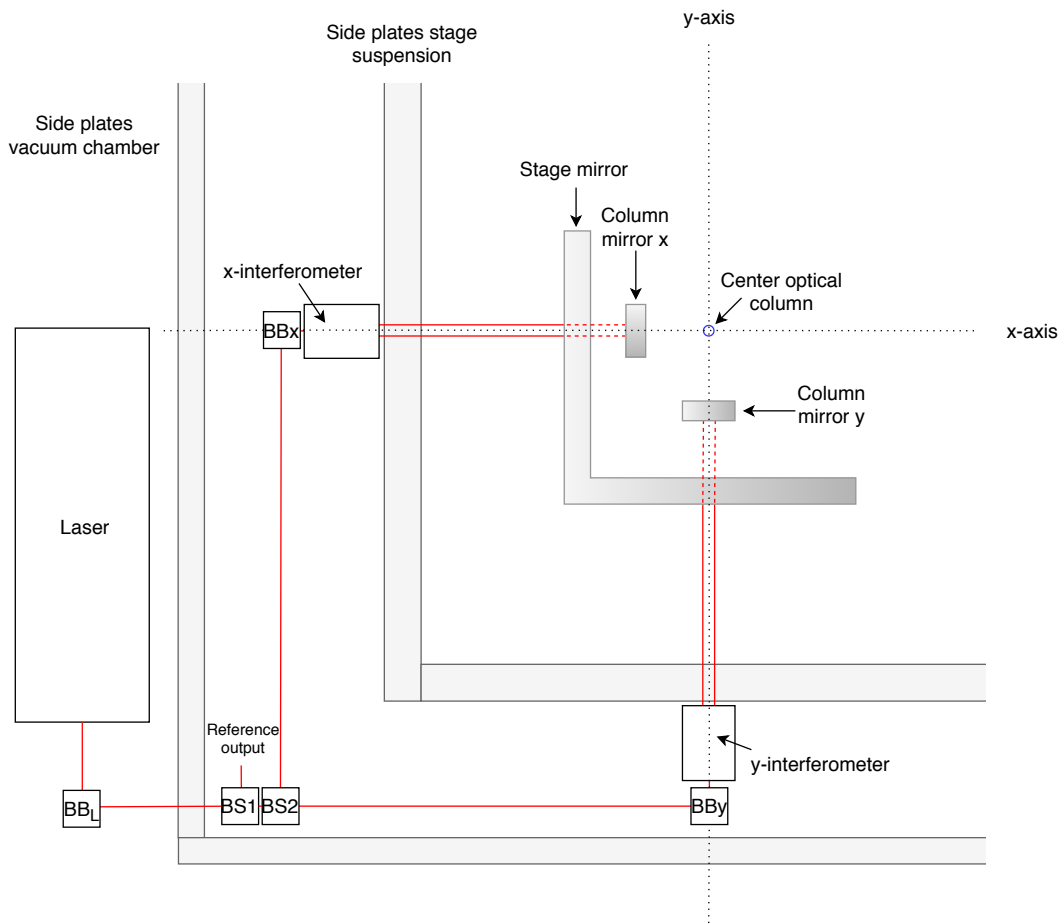 y-axis
Side plates stage
suspension
Side plates
vacuum chamber
Stage mirror
Column
mirror x
x-interferometer
Center optical
column
BBx
x-axis
Column
mirror y
Laser
Reference
output
y-interferometer
BBL
BS1
BS2
BBy